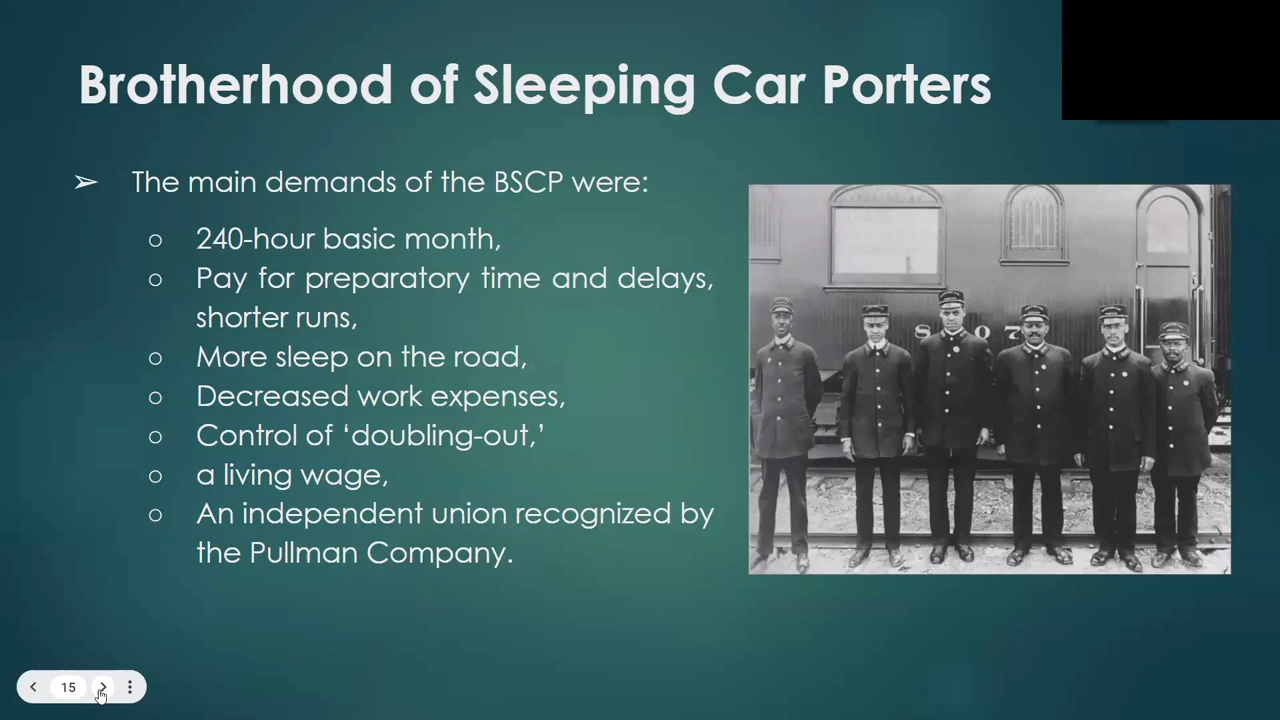 Brotherhood of Sleeping Car Porters
➢ The main demands of the BSCP were:
○ 240-hour basic month,
○ Pay for preparatory time and delays,
shorter runs,
○ More sleep on the road,
○ Decreased work expenses,
○ Control of ‘doubling-out,’
○ a living wage,
○ An independent union recognized by
the Pullman Company.
15